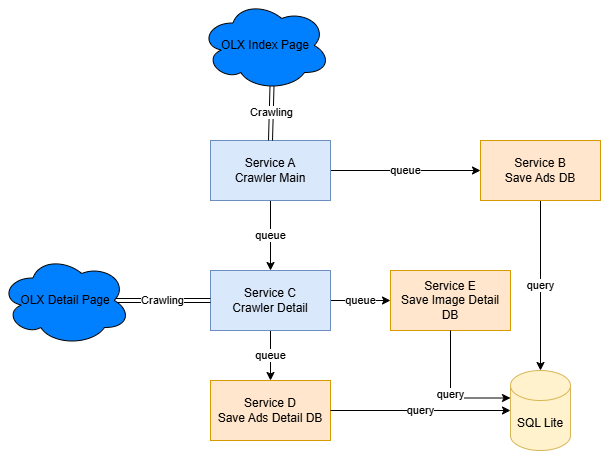 OLX Index Page
Crawling
Service A
Crawler Main
queue
Service B
Save Ads DB
queue
query
OLX Detail Page
Crawling
Service C
Crawler Detail
queue
Service E
Save Image Detail
DB
queue
query
Service D
Save Ads Detail DB
query
SQL Lite